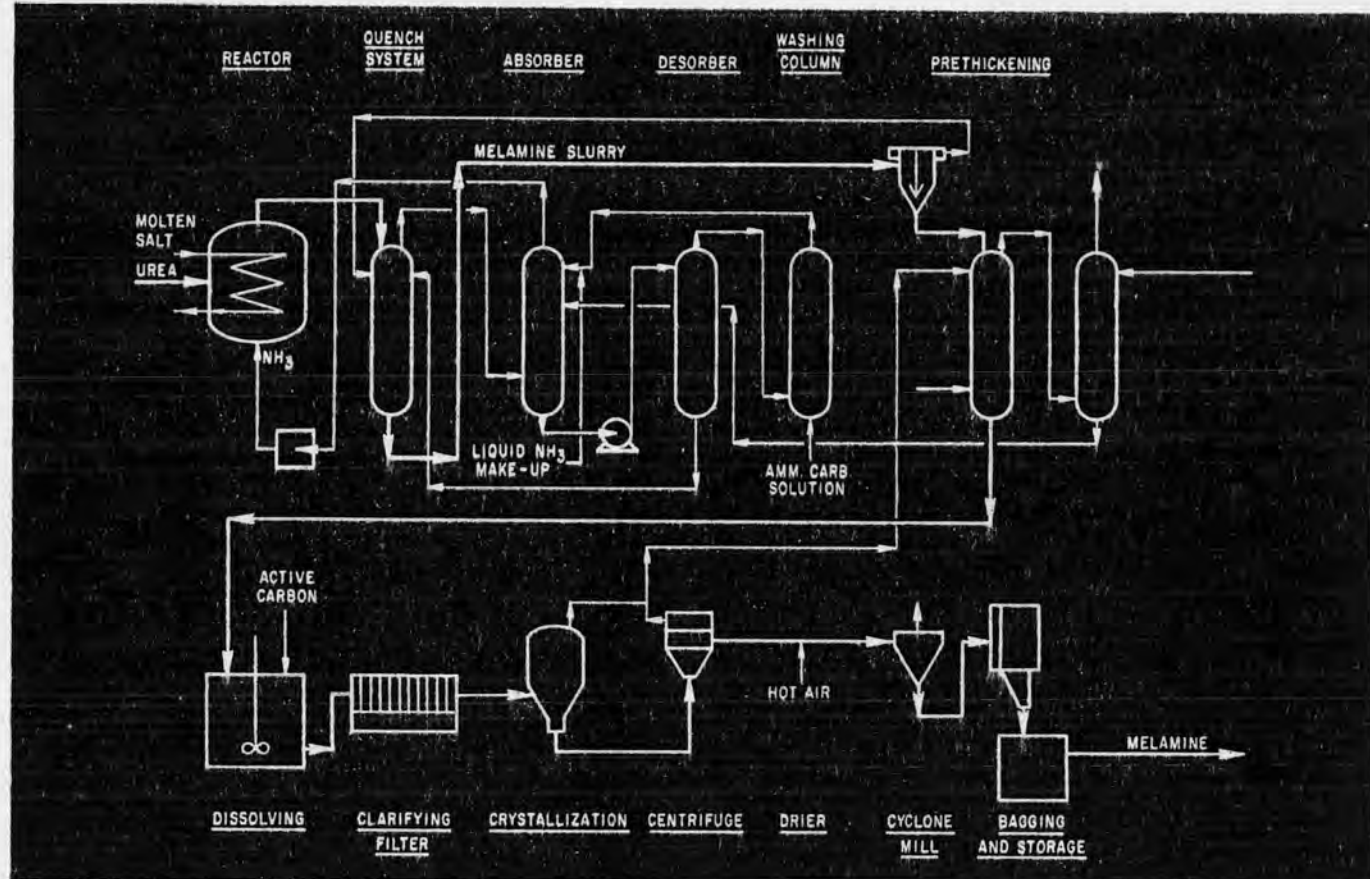 REACTOR
QUENCH
SYSTEM
ABSORBER
DESORBER
WASHING
COLUMN
PRETHICKENING
MELAMINE SLURRY
MOLTEN
SALT
UREA
NH3
LIQUID NH3
MAKE-UP
AMM. CARB
SOLUTION
ACTIVE
CARBON
HOT AIR
MELAMINE
DISSOLVING
CLARIFYING
FILTER
CRYSTALLIZATION
CENTRIFUGE
DRIER
CYCLONE
MILL
BAGGING
AND STORAGE